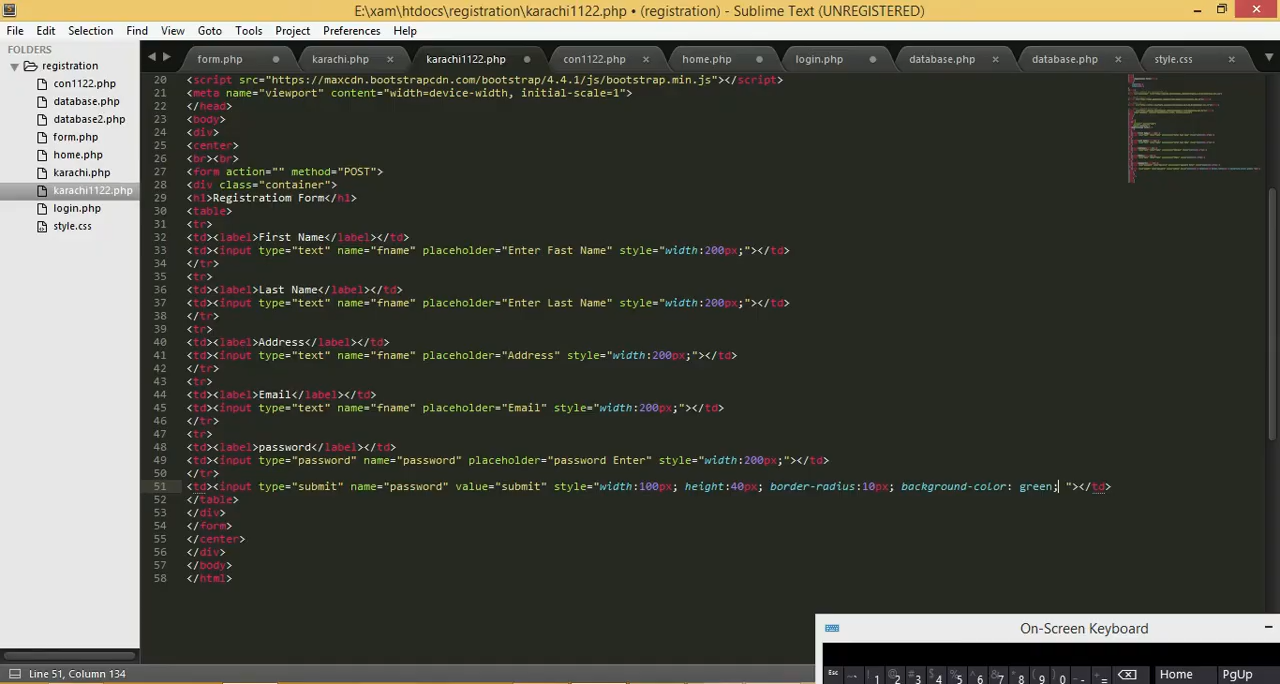 E:\xam\htdocs\registration\karachi1122.php • (registration) - Sublime Text (UNREGISTERED)
File Edit Selection Find View Goto Tools Project Preferences Help
FOLDERS
registration
con1122.php
database.php
database2.php
form.php
home.php
karachi.php
karachi1122.php
login.php
style.css
form.php karachi.php karachi1122.php con1122.php home.php login.php database.php database.php style.css
20 <script src="https://maxcdn.bootstrapcdn.com/bootstrap/4.4.1/js/bootstrap.min.js"></script>
21 <meta name="viewport" content="width=device-width, initial-scale=1">
22 </head>
23 <body>
24 <div>
25 <center>
26 <br><br>
27 <form action="" method="POST">
28 <div class="container">
29 <h1>Registratiom Form</h1>
30 <table>
31 <tr>
32 <td><label>First Name</label></td>
33 <td><input type="text" name="fname" placeholder="Enter Fast Name" style="width:200px;"></td>
34 </tr>
35 <tr>
36 <td><label>Last Name</label></td>
37 <td><input type="text" name="fname" placeholder="Enter Last Name" style="width:200px;"></td>
38 </tr>
39 <tr>
40 <td><label>Address</label></td>
41 <td><input type="text" name="fname" placeholder="Address" style="width:200px;"></td>
42 </tr>
43 <tr>
44 <td><label>Email</label></td>
45 <td><input type="text" name="fname" placeholder="Email" style="width:200px;"></td>
46 </tr>
47 <tr>
48 <td><label>password</label></td>
49 <td><input type="password" name="password" placeholder="password Enter" style="width:200px;"></td>
50 </tr>
51 <td><input type="submit" name="password" value="submit" style="width:100px; height:40px; border-radius:10px; background-color: green; "></td>
52 </table>
53 </div>
54 </form>
55 </center>
56 </div>
57 </body>
58 </html>
On-Screen Keyboard
Esc 1 2 3 4 5 6 7 8 9 0 - = Home PgUp
Line 51, Column 134